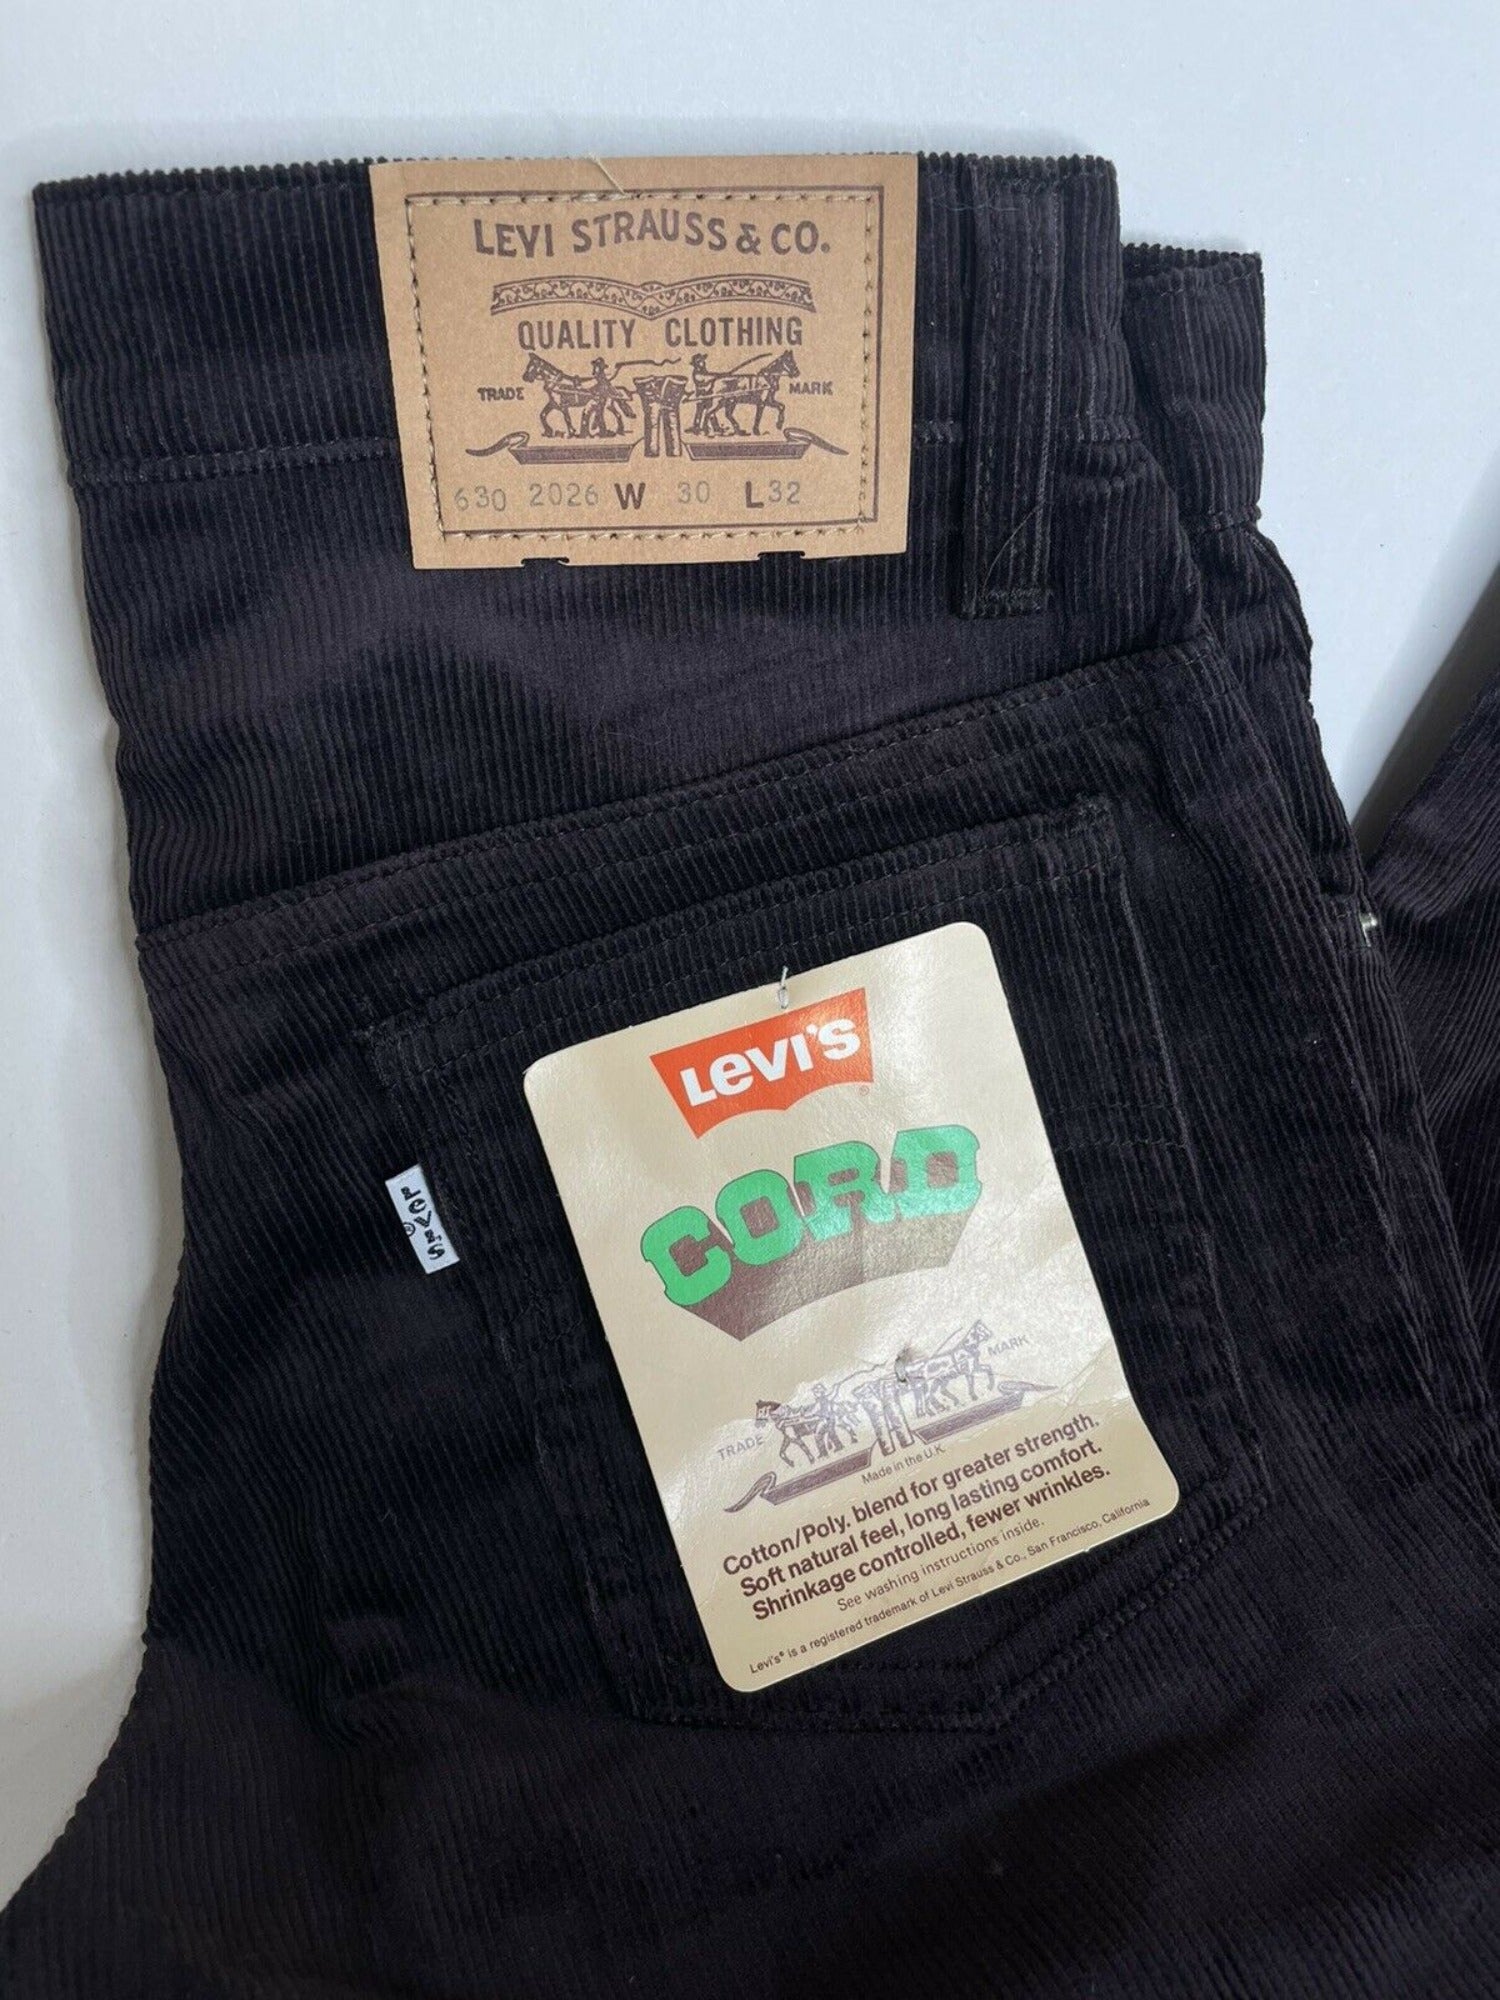 LEVI STRAUSS & CO.
QUALITY CLOTHING
TRADE MARK
630 2026 W 30 L32
Levi's
®
LEVI'S
®
CORD
TRADE MARK
Made in the U.K.
Cotton/Poly. blend for greater strength.
Soft natural feel, long lasting comfort.
Shrinkage controlled, fewer wrinkles.
See washing instructions inside.
Levi's® is a registered trademark of Levi Strauss & Co., San Francisco, California